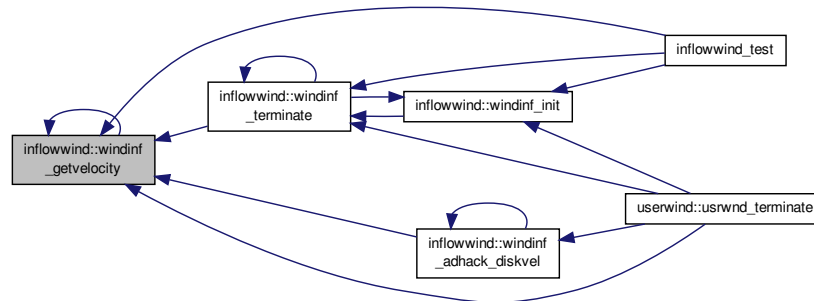 inflowwind::windinf
_getvelocity
inflowwind::windinf
_terminate
inflowwind::windinf_init
inflowwind_test
inflowwind::windinf
_adhack_diskvel
userwind::usrwnd_terminate